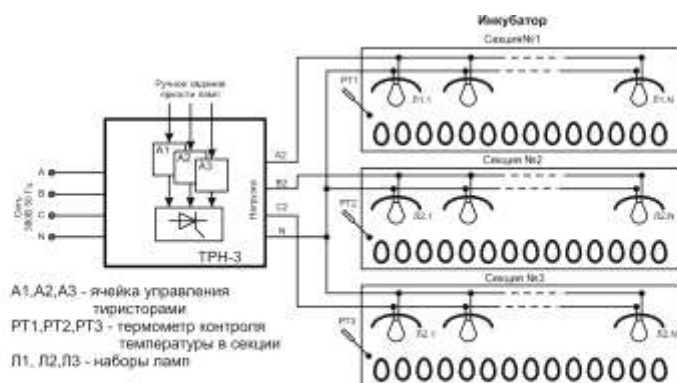 Инкубатор
Секция№1
Ручное задание
яркости ламп
РТ1
Л1.1
Л1.N
A1
A2
A3
A2
Секция №2
A
B
C
N
Сеть
380В 50 Гц
B2
C2
N
Нагрузка
РТ2
Л2.1
Л2.N
ТРН-3
Секция №3
А1,А2,А3 - ячейка управления
тиристорами
РТ1,РТ2,РТ3 - термометр контроля
температуры в секции
Л1, Л2,Л3 - наборы ламп
РТ3
Л2.1
Л2.N